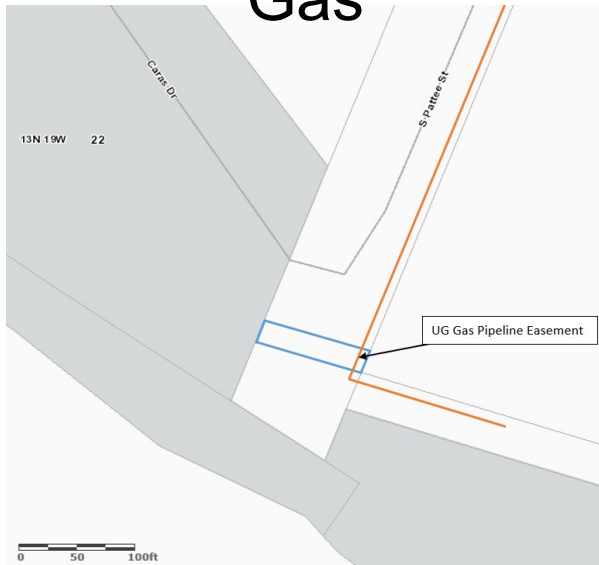 Gas
Caras Dr
S Pattee St
13N 19W 22
UG Gas Pipeline Easement
0 50 100ft